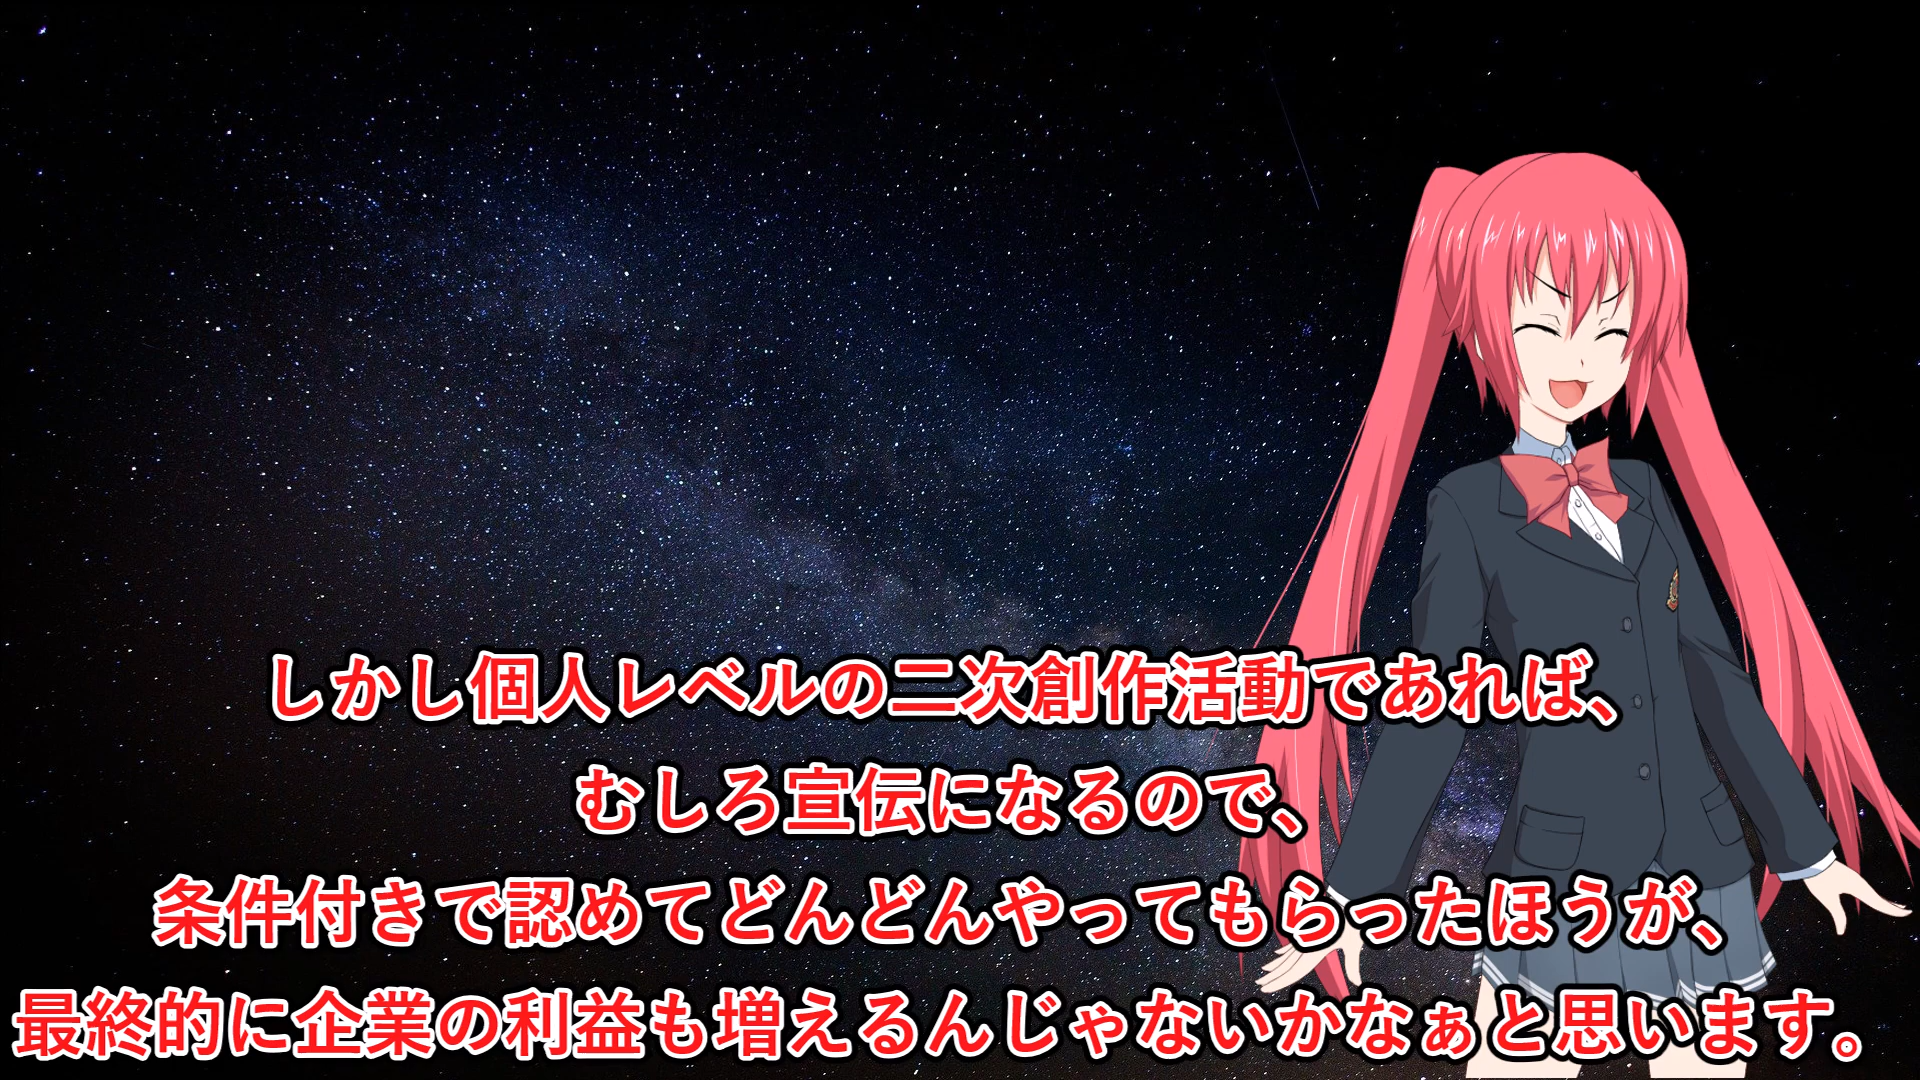 しかし個人レベルの二次創作活動であれば、
むしろ宣伝になるので、
条件付きで認めてどんどんやってもらったほうが、
最終的に企業の利益も増えるんじゃないかなぁと思います。